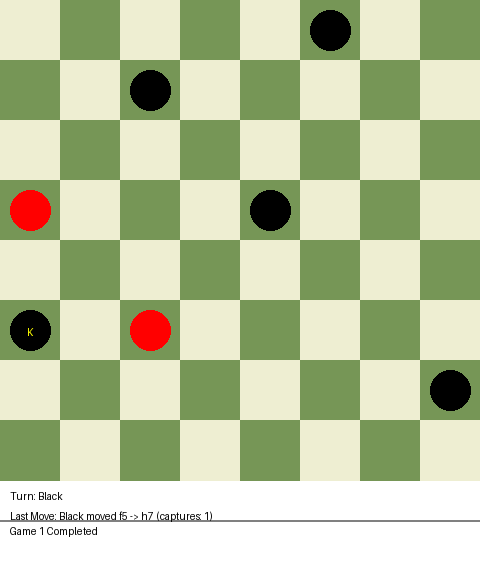 K
Turn: Black
Last Move: Black moved f5 -> h7 (captures: 1)
Game 1 Completed